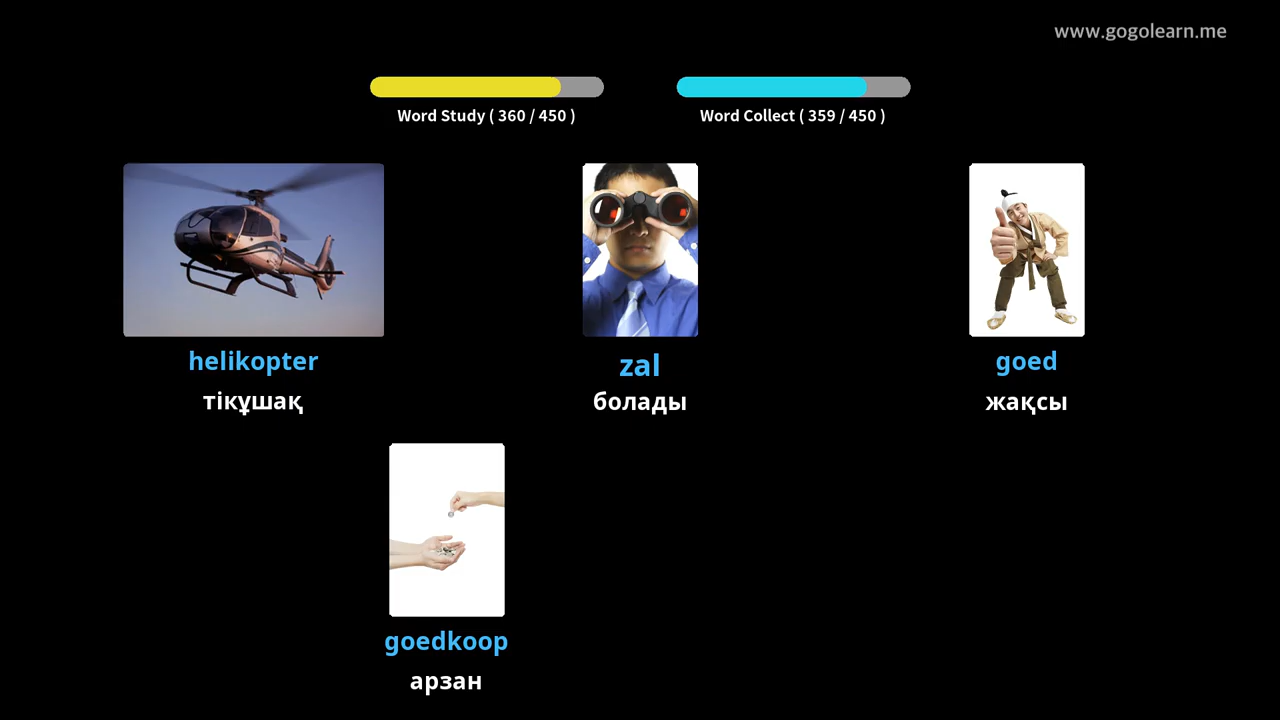 www.gogolearn.me
Word Study ( 360 / 450 )
Word Collect ( 359 / 450 )
helikopter
тікұшақ
zal
болады
goed
жақсы
goedkoop
арзан